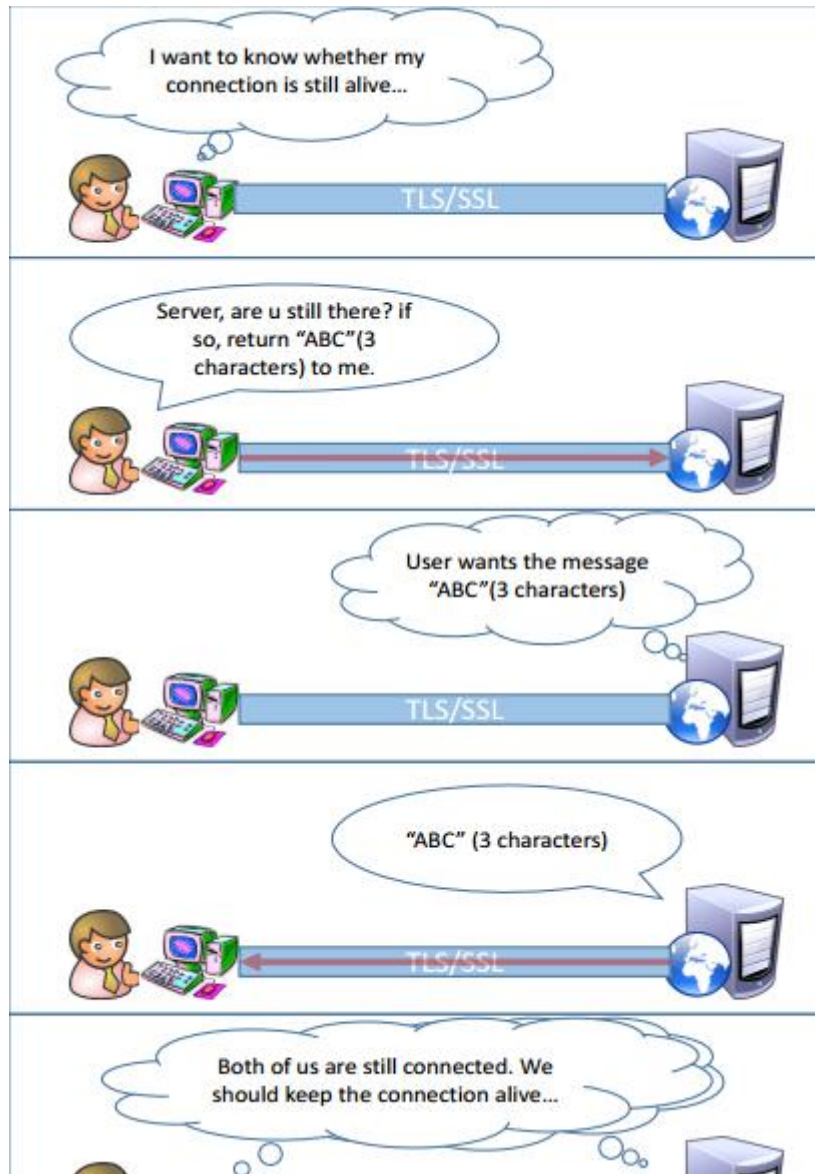 I want to know whether my
connection is still alive...
TLS/SSL
Server, are u still there? if
so, return “ABC”(3
characters) to me.
TLS/SSL
User wants the message
“ABC”(3 characters)
TLS/SSL
“ABC” (3 characters)
TLS/SSL
Both of us are still connected. We
should keep the connection alive...